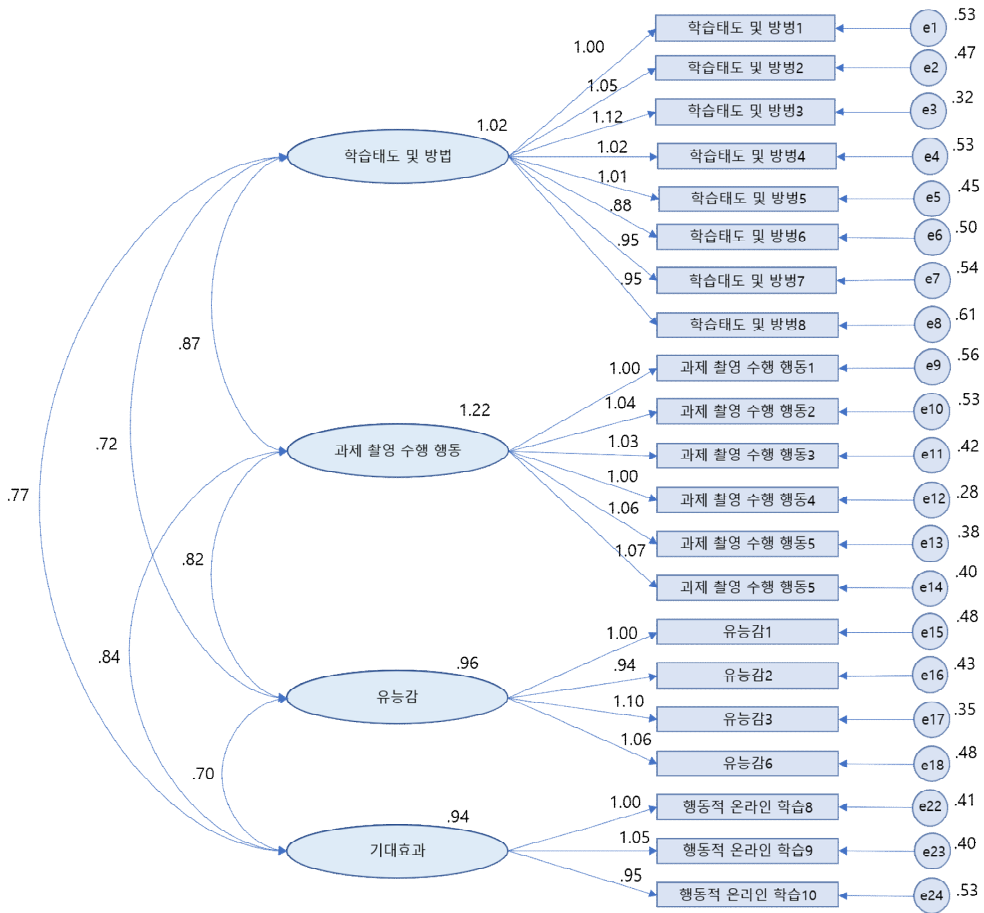 학습태도 및 방벙1 e1 .53
1.00
학습태도 및 방벙2 e2 .47
1.05
학습태도 및 방벙3 e3 .32
1.12
1.02
학습태도 및 방법
학습태도 및 방벙4 e4 .53
1.02
학습태도 및 방벙5 e5 .45
1.01
학습태도 및 방벙6 e6 .50
.88
학습태도 및 방벙7 e7 .54
.95
학습태도 및 방벙8 e8 .61
.95
.87
과제 촬영 수행 행동1 e9 .56
1.00
과제 촬영 수행 행동2 e10 .53
1.04
1.22
과제 촬영 수행 행동
과제 촬영 수행 행동3 e11 .42
1.03
.72
과제 촬영 수행 행동4 e12 .28
1.00
.77
과제 촬영 수행 행동5 e13 .38
1.06
.82
괴제 촬영 수행 행동5 e14 .40
1.07
유능감1 e15 .48
1.00
.84
유능감2 e16 .43
.94
.96
유능감
유능감3 e17 .35
1.10
유능감6 e18 .48
1.06
.70
행동적 온라인 학습8 e22 .41
1.00
.94
기대효과
행동적 온라인 학습9 e23 .40
1.05
행동적 온리인 학습10 e24 .53
.95